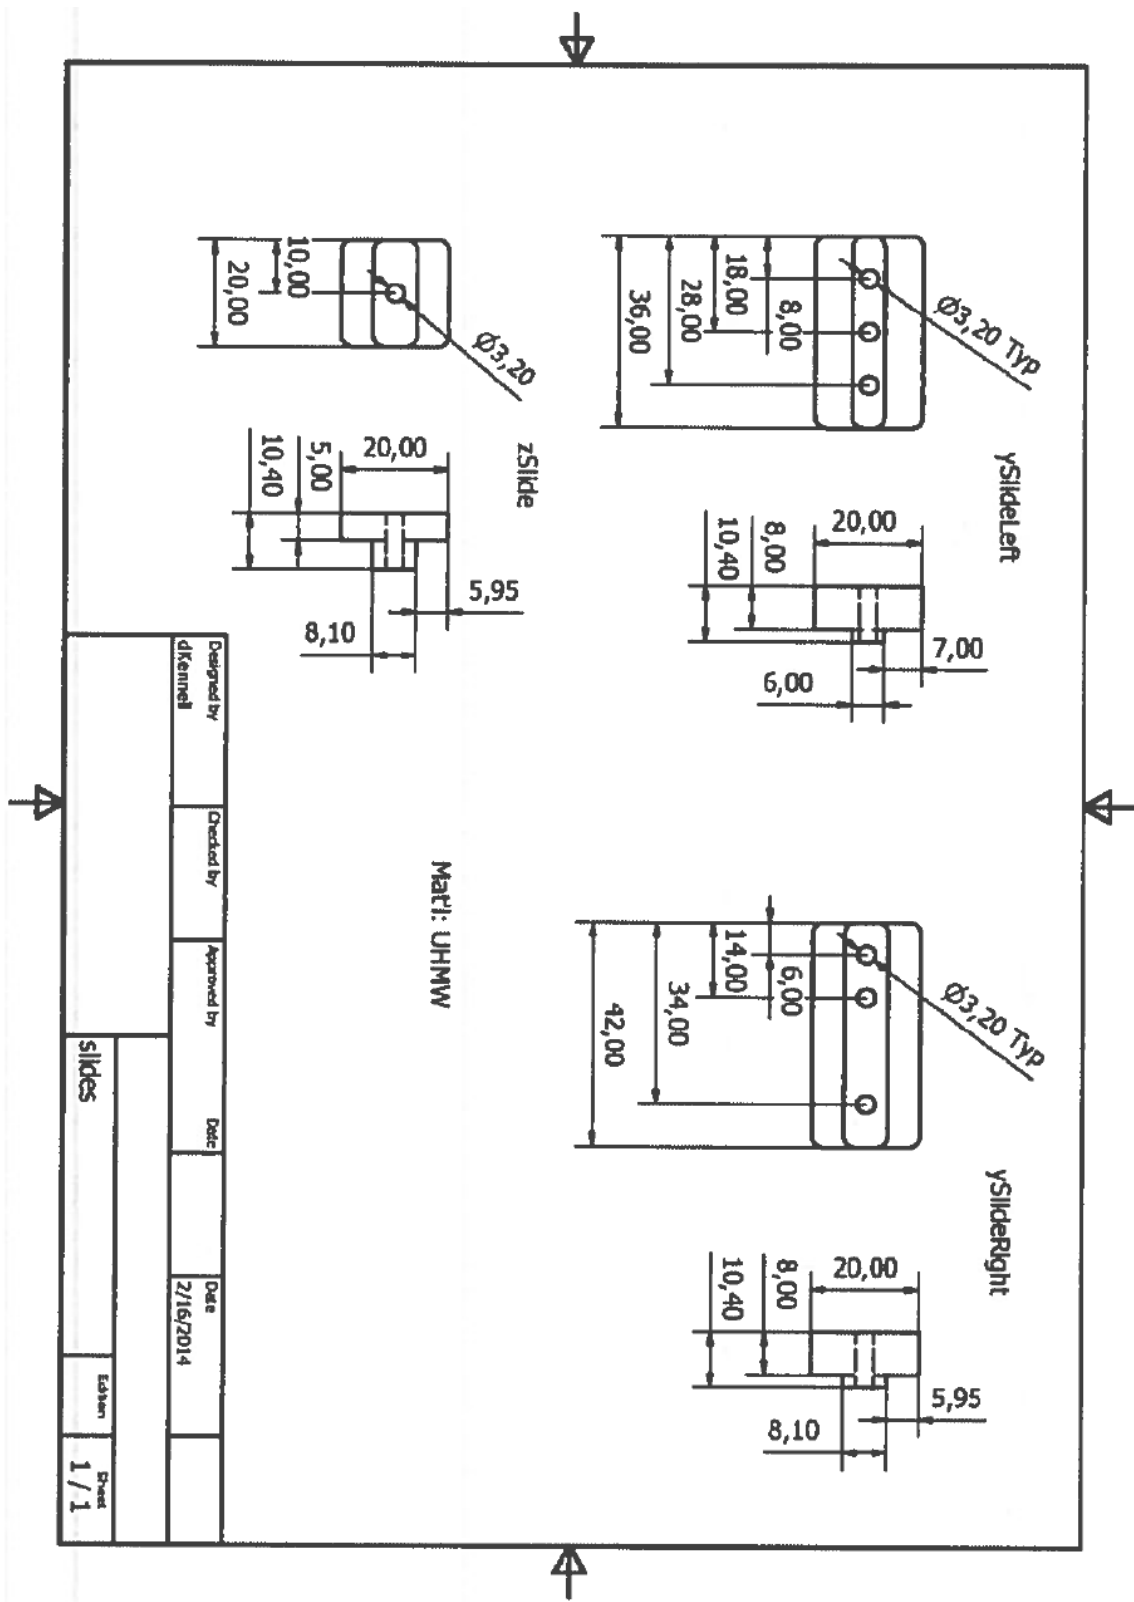 ySlideLeft
Ø3,20 Typ
8,00
18,00
28,00
36,00
20,00
8,00
10,40
7,00
6,00
ySlideRight
Ø3,20 Typ
6,00
14,00
34,00
42,00
20,00
8,00
10,40
5,95
8,10
zSlide
Ø3,20
10,00
20,00
20,00
5,00
10,40
5,95
8,10
Mat'l: UHMW
Designed by
dKennell
Checked by
Approved by
Date
Date
2/16/2014
slides
Edition
Sheet
1 / 1